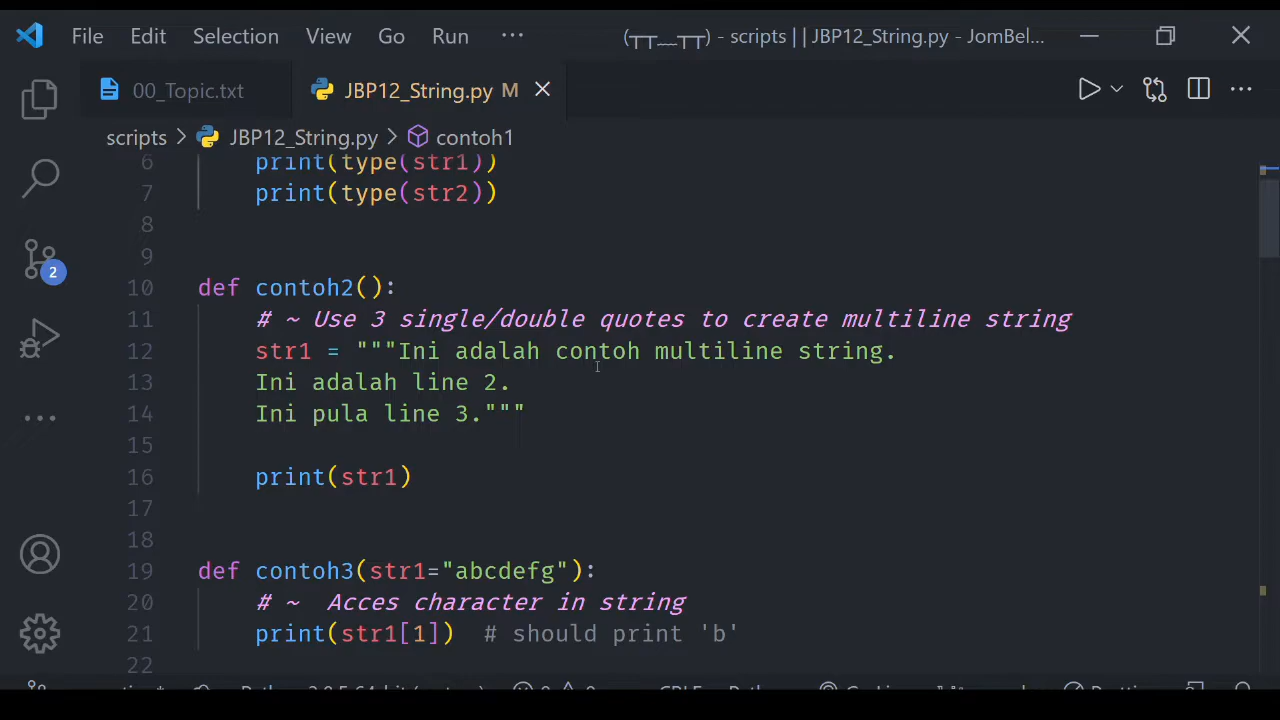 File Edit Selection View Go Run ··· - scripts || JBP12_String.py - JomBel…
00_Topic.txt JBP12_String.py M
scripts > JBP12_String.py > contoh1
6 print(type(str1))
7 print(type(str2))
8
9
10 def contoh2():
11 # ~ Use 3 single/double quotes to create multiline string
12 str1 = """Ini adalah contoh multiline string.
13 Ini adalah line 2.
14 Ini pula line 3."""
15
16 print(str1)
17
18
19 def contoh3(str1="abcdefg"):
20 # ~ Acces character in string
21 print(str1[1]) # should print 'b'
22
2